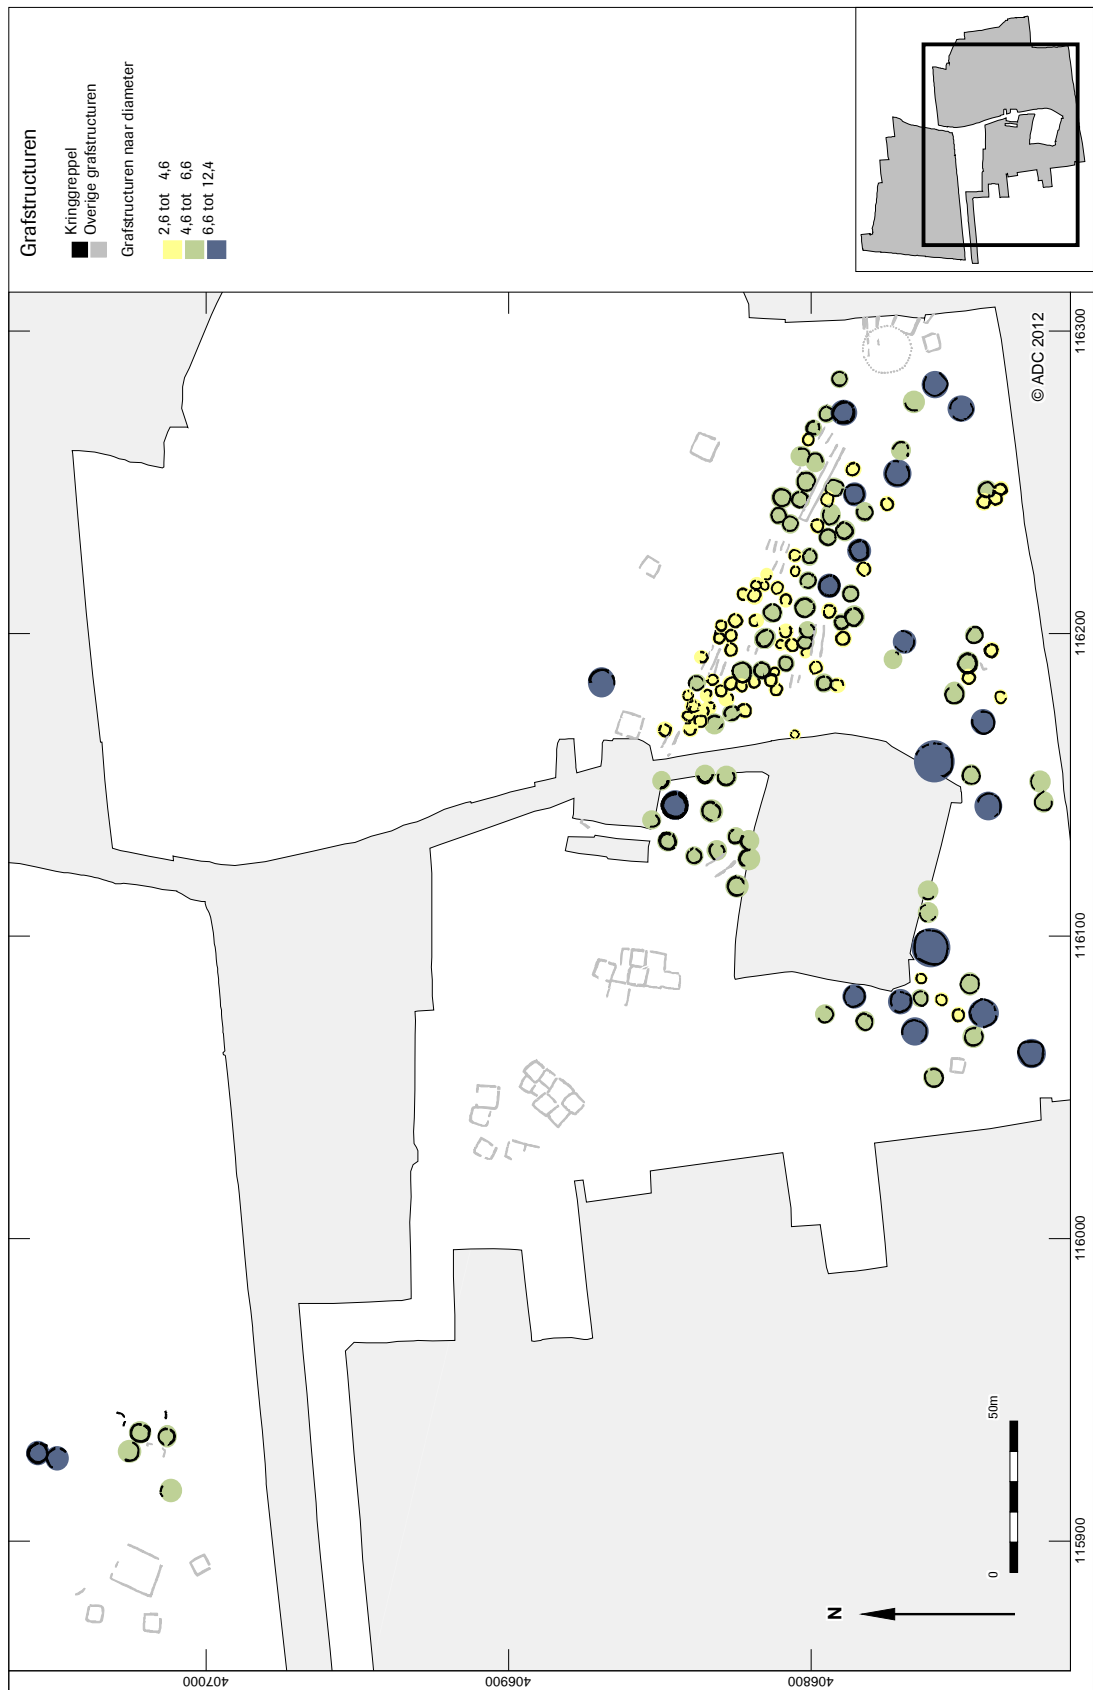 Grafstructuren
Kringgreppel
Overige grafstructuren
Grafstructuren naar diameter
2,6 tot 4,6
4,6 tot 6,6
6,6 tot 12,4
© ADC 2012
116300
116200
116100
116000
115900
407000
406900
406800
0 50m
N